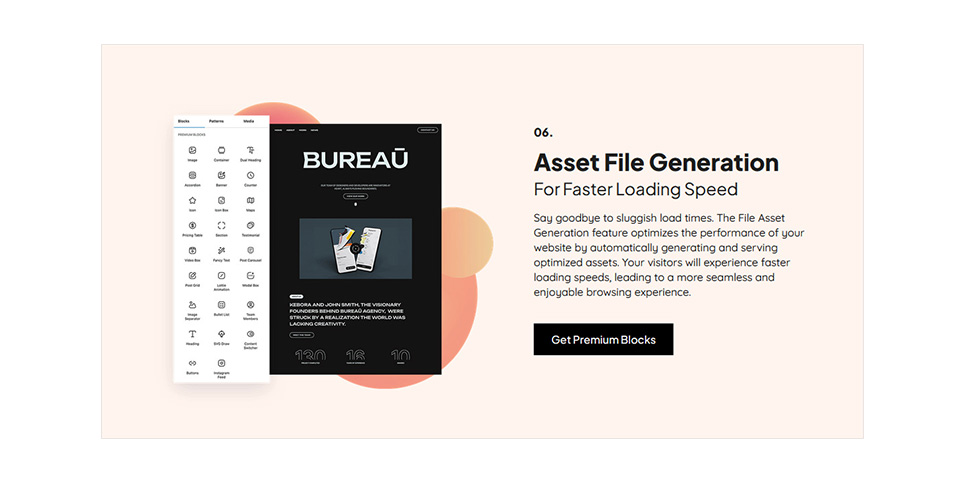 Blocks Patterns Media
PREMIUM BLOCKS
Image Container Dual Heading
Accordion Banner Counter
Icon Icon Box Maps
Pricing Table Section Testimonial
Video Box Fancy Text Post Carousel
Post Grid Lottie Animation Modal Box
Image Separator Bullet List Team Members
Heading SVG Draw Content Switcher
Buttons Instagram Feed
BUREAŪ
KEBORA AND JOHN SMITH, THE VISIONARY
FOUNDERS BEHIND BUREAŪ AGENCY, WERE
STRUCK BY A REALIZATION THE WORLD WAS
LACKING CREATIVITY.
130 16 10
06.
Asset File Generation
For Faster Loading Speed
Say goodbye to sluggish load times. The File Asset
Generation feature optimizes the performance of your
website by automatically generating and serving
optimized assets. Your visitors will experience faster
loading speeds, leading to a more seamless and
enjoyable browsing experience.
Get Premium Blocks